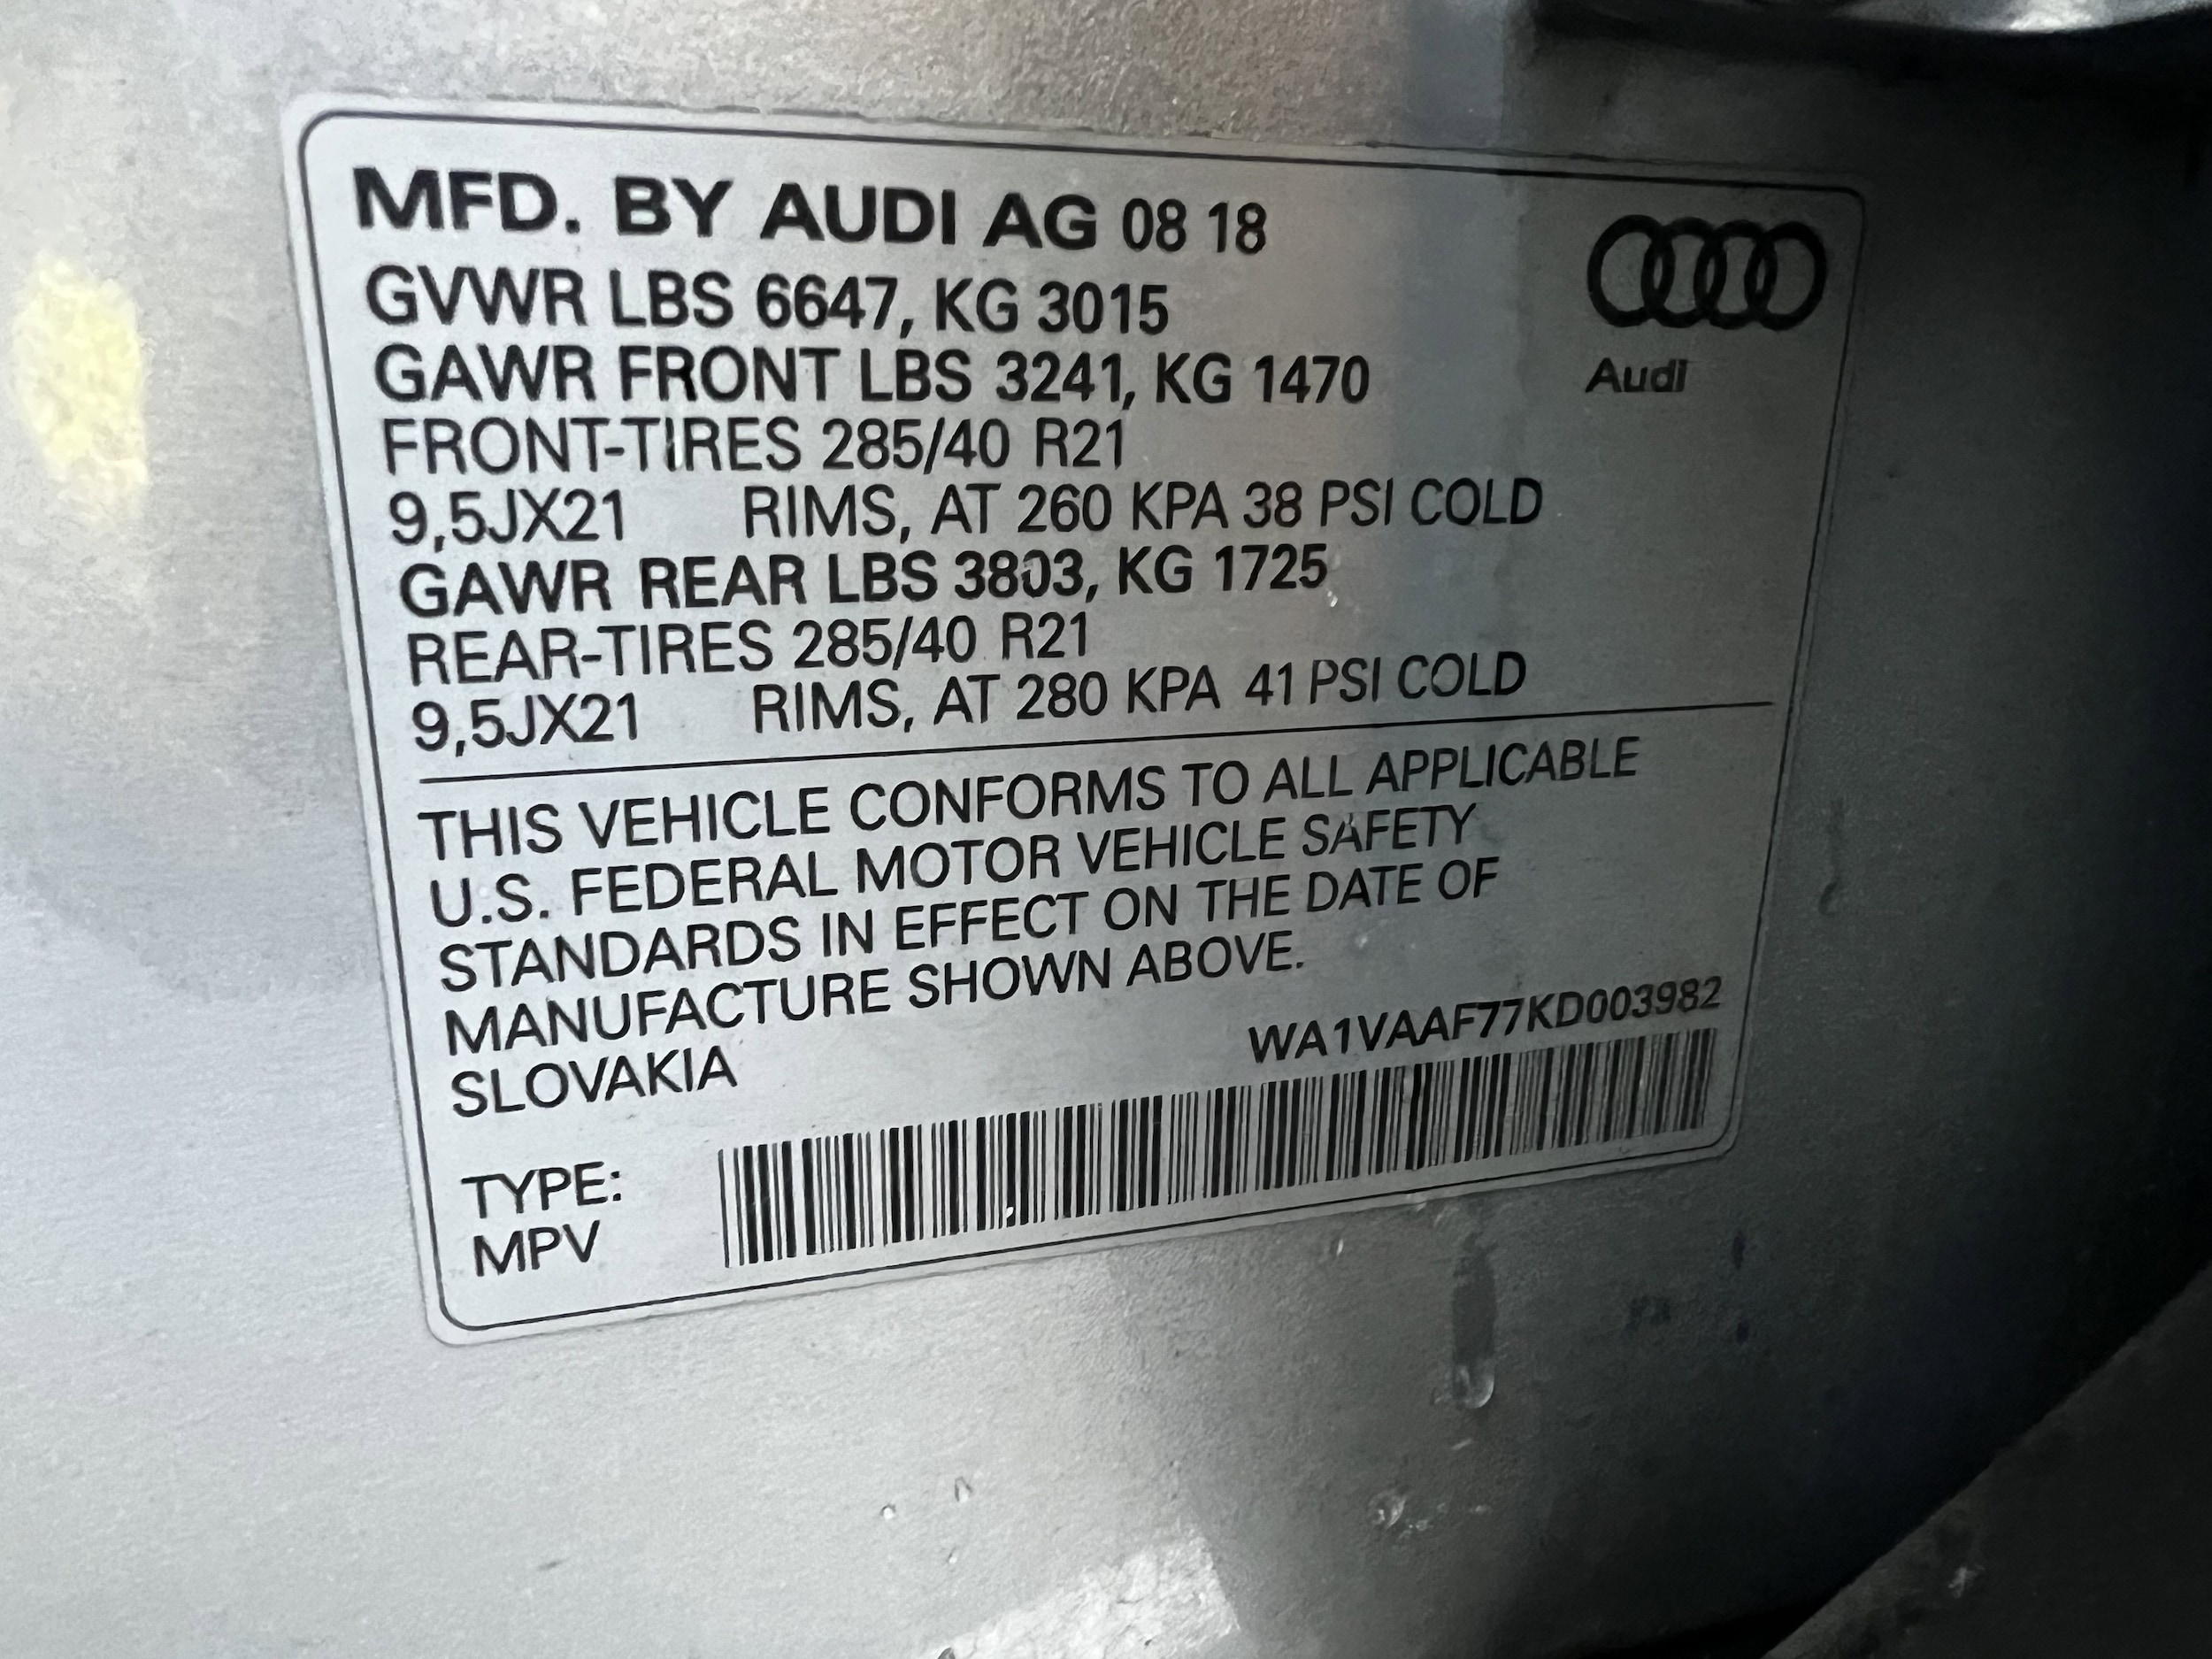 MFD. BY AUDI AG 08 18
GVWR LBS 6647, KG 3015
GAWR FRONT LBS 3241, KG 1470
Audi
FRONT-TIRES 285/40 R21
9,5JX21 RIMS, AT 260 KPA 38 PSI COLD
GAWR REAR LBS 3803, KG 1725
REAR-TIRES 285/40 R21
9,5JX21 RIMS, AT 280 KPA 41 PSI COLD
THIS VEHICLE CONFORMS TO ALL APPLICABLE
U.S. FEDERAL MOTOR VEHICLE SAFETY
STANDARDS IN EFFECT ON THE DATE OF
MANUFACTURE SHOWN ABOVE.
SLOVAKIA
WA1VAAF77KD003982
TYPE:
MPV